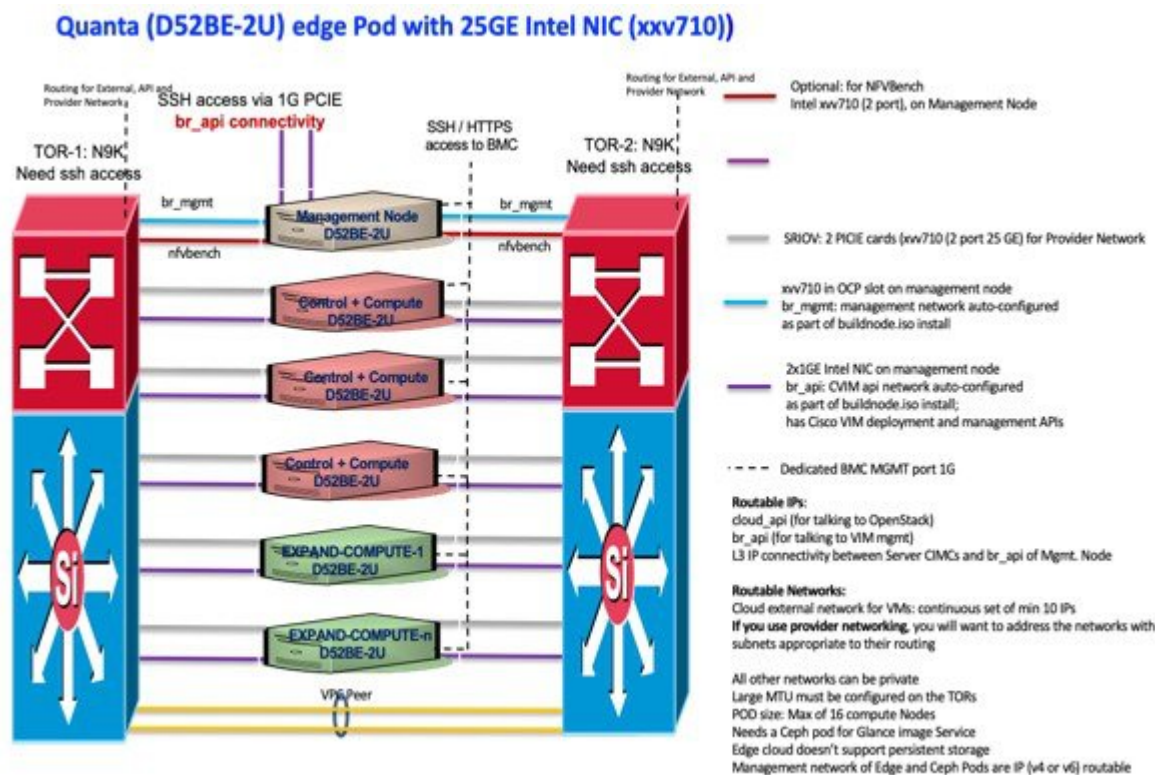 Quanta (D52BE-2U) edge Pod with 25GE Intel NIC (xxv710))
Routing for External, API and
Provider Network
SSH access via 1G PCIE
br_api connectivity
SSH / HTTPS
access to BMC
Routing for External, API and
Provider Network
TOR-1: N9K
Need ssh access
TOR-2: N9K
Need ssh access
br_mgmt
Management Node
D52BE-2U
br_mgmt
nfvbench
nfvbench
Control + Compute
D52BE-2U
Control + Compute
D52BE-2U
Control + Compute
D52BE-2U
EXPAND-COMPUTE-1
D52BE-2U
EXPAND-COMPUTE-n
D52BE-2U
Si
Si
VPC Peer
Optional: for NFVBench
Intel xvv710 (2 port), on Management Node
SRIOV: 2 PICIE cards (xvv710 (2 port 25 GE) for Provider Network
xvv710 in OCP slot on management node
br_mgmt: management network auto-configured
as part of buildnode.iso install
2x1GE Intel NIC on management node
br_api: CVIM api network auto-configured
as part of buildnode.iso install;
has Cisco VIM deployment and management APIs
Dedicated BMC MGMT port 1G
Routable IPs:
cloud_api (for talking to OpenStack)
br_api (for talking to VIM mgmt)
L3 IP connectivity between Server CIMCs and br_api of Mgmt. Node
Routable Networks:
Cloud external network for VMs: continuous set of min 10 IPs
If you use provider networking, you will want to address the networks with
subnets appropriate to their routing
All other networks can be private
Large MTU must be configured on the TORs
POD size: Max of 16 compute Nodes
Needs a Ceph pod for Glance image Service
Edge cloud doesn't support persistent storage
Management network of Edge and Ceph Pods are IP (v4 or v6) routable